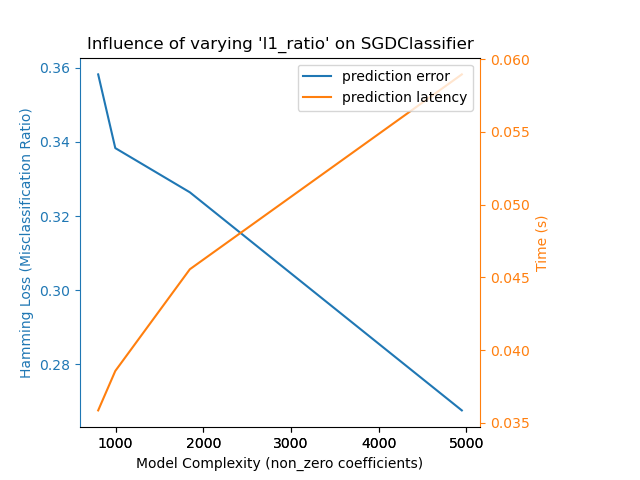 Influence of varying 'l1_ratio' on SGDClassifier
prediction error
prediction latency
Hamming Loss (Misclassification Ratio)
0.36
0.34
0.32
0.30
0.28
0.060
0.055
0.050
0.045
0.040
0.035
Time (s)
1000 2000 3000 4000 5000
Model Complexity (non_zero coefficients)